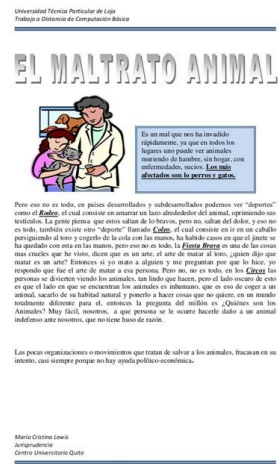 Universidad Técnica Particular de Loja
Trabajo a Distancia de Computación Básica
EL MALTRATO ANIMAL
Es un mal que nos ha invadido
rápidamente, ya que en todos los
lugares uno puede ver animales
muriendo de hambre, sin hogar, con
enfermedades, sucios. Los más
afectados son lo perros y gatos.
Pero eso no es todo, en países desarrollados y subdesarrollados podemos ver "deportes"
como el Rodeo, el cual consiste en amarrar un lazo alrededor del animal, oprimiendo sus
testículos. La gente piensa que estos saltan de lo bravos, pero no, saltan del dolor, y eso no
es todo, también existe otro "deporte" llamado Coleo, el cual consiste en ir en un caballo
persiguiendo al toro y cogerlo de la cola con las manos, ha habido casos en que el jinete se
ha quedado con esta en las manos, pero eso no es todo, la Fiesta Brava es una de las cosas
mas crueles que he visto, dicen que es un arte, el arte de matar al toro, ¿quien dijo que
matar es un arte? Entonces si yo mato a alguien y me preguntan por que lo hice, yo
respondo que fue el arte de matar a esa persona. Pero no, no es todo, en los Circos las
personas se divierten viendo los animales, tan lindo que hacen, pero el lado oscuro de esto
es que el lado en que se encuentran los animales es inhumano, que es eso de coger a un
animal, sacarlo de su habitad natural y ponerlo a hacer cosas que no quiere, en un mundo
totalmente diferente para el, entonces la pregunta del millón es ¿Quiénes son los
Animales? Muy fácil, nosotros, a que persona se le ocurre hacerle daño a un animal
indefenso ante nosotros, que no tiene huso de razón.
Las pocas organizaciones o movimientos que tratan de salvar a los animales, fracasan en su
intento, casi siempre porque no hay ayuda político-económica.
María Cristina Lewis
Jurisprudencia
Centro Universitario Quito